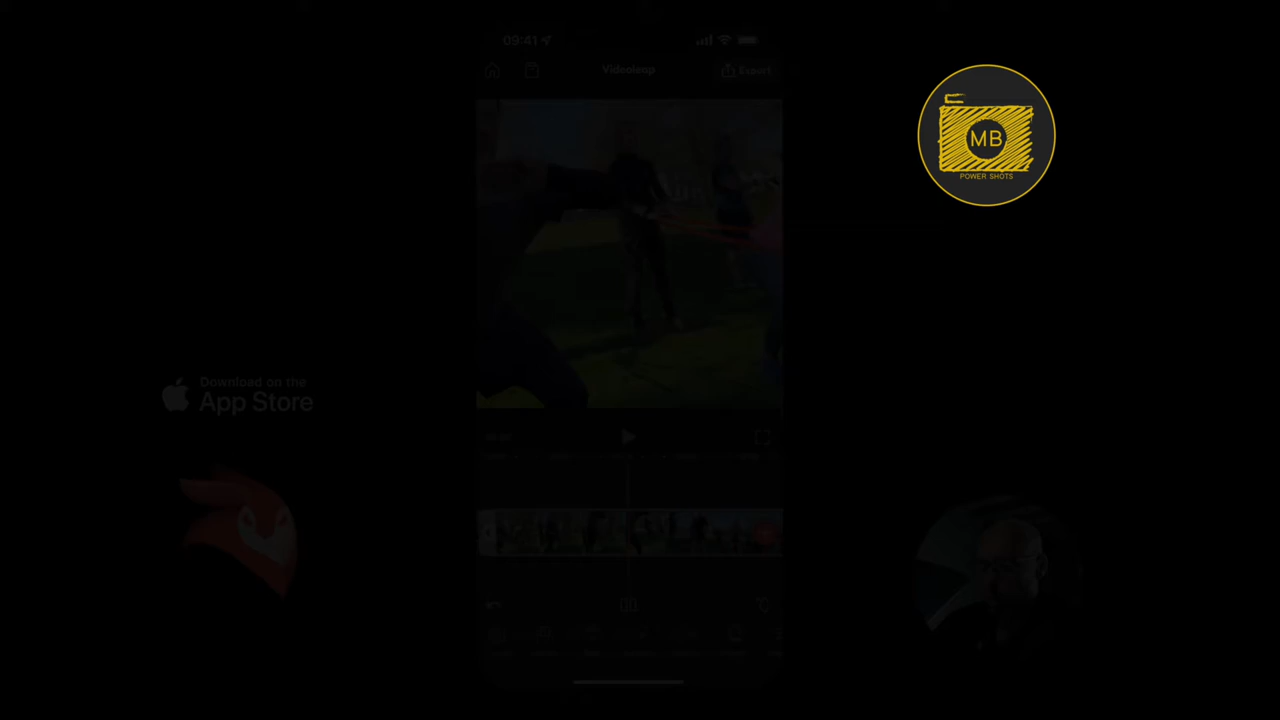 09:41
Videoleap
Export
MB
POWER SHOTS
Download on the
App Store